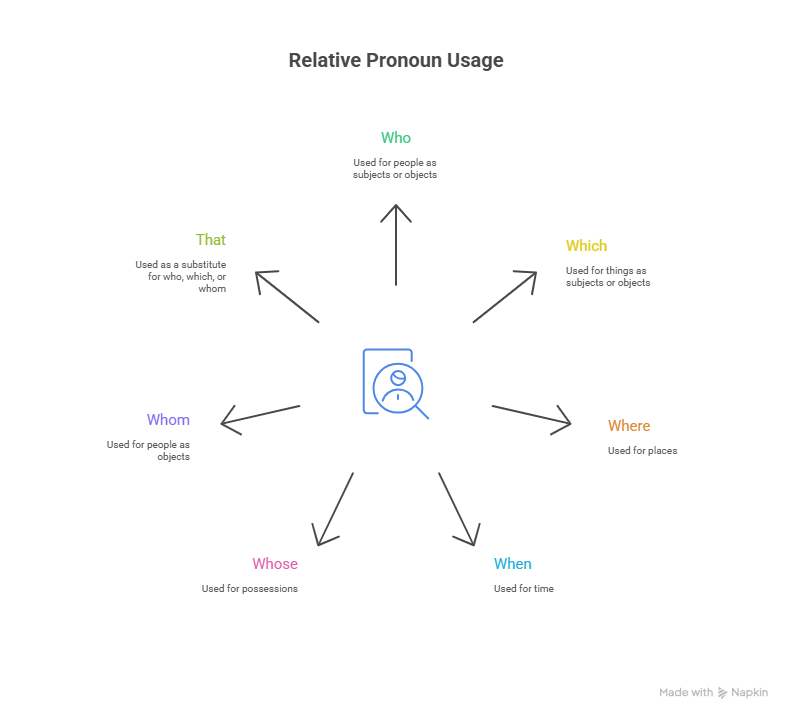 Relative Pronoun Usage
Who
Used for people as
subjects or objects
Which
Used for things as
subjects or objects
Where
Used for places
When
Used for time
Whose
Used for possessions
Whom
Used for people as
objects
That
Used as a substitute
for who, which, or
whom
Made with Napkin